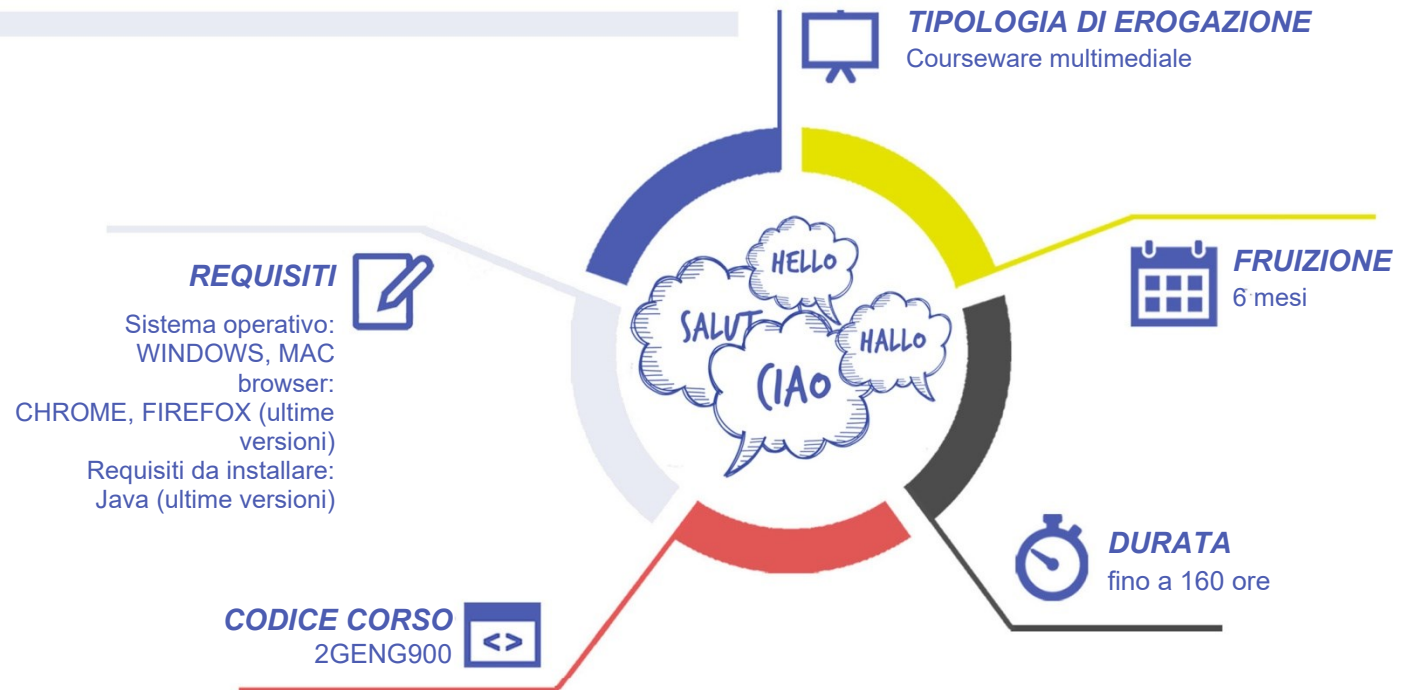 TIPOLOGIA DI EROGAZIONE
Courseware multimediale
REQUISITI
Sistema operativo:
WINDOWS, MAC
browser:
CHROME, FIREFOX (ultime
versioni)
Requisiti da installare:
Java (ultime versioni)
HELLO
SALUT
HALLO
CIAO
FRUIZIONE
6 mesi
DURATA
fino a 160 ore
CODICE CORSO
2GENG900
<>